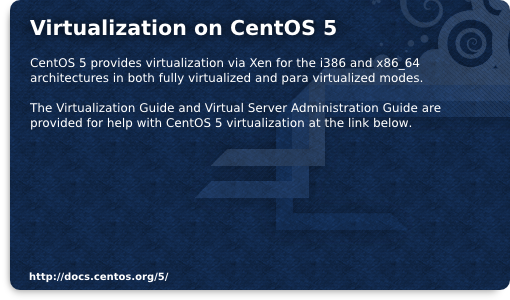 Virtualization on CentOS 5
CentOS 5 provides virtualization via Xen for the i386 and x86_64
architectures in both fully virtualized and para virtualized modes.
The Virtualization Guide and Virtual Server Administration Guide are
provided for help with CentOS 5 virtualization at the link below.
http://docs.centos.org/5/